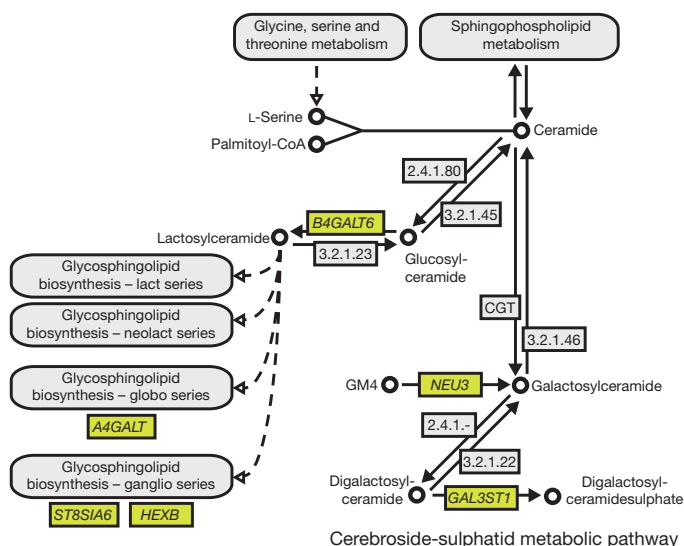 Glycine, serine and
threonine metabolism
Sphingophospholipid
metabolism
L-Serine
Palmitoyl-CoA
Ceramide
2.4.1.80
3.2.1.45
B4GALT6
Lactosylceramide
3.2.1.23
Glucosyl-
ceramide
Glycosphingolipid
biosynthesis – lact series
Glycosphingolipid
biosynthesis – neolact series
CGT
3.2.1.46
Glycosphingolipid
biosynthesis – globo series
A4GALT
GM4
NEU3
Galactosylceramide
2.4.1.-
3.2.1.22
Glycosphingolipid
biosynthesis – ganglio series
ST8SIA6
HEXB
Digalactosyl-
ceramide
GAL3ST1
Digalactosyl-
ceramidesulphate
Cerebroside-sulphatid metabolic pathway